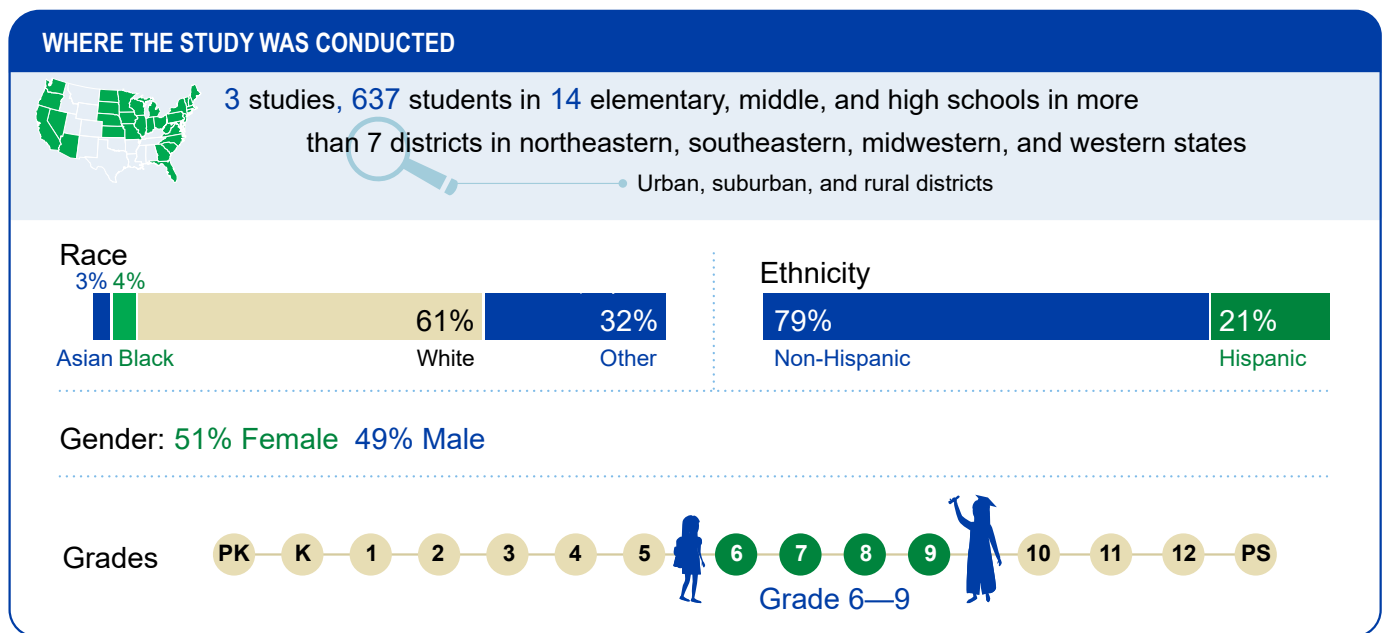 WHERE THE STUDY WAS CONDUCTED
3 studies, 637 students in 14 elementary, middle, and high schools in more
than 7 districts in northeastern, southeastern, midwestern, and western states
Urban, suburban, and rural districts
Race
3% 4%
61% 32%
Asian Black White Other
Ethnicity
79% 21%
Non-Hispanic Hispanic
Gender: 51% Female 49% Male
Grades PK K 1 2 3 4 5 6 7 8 9 10 11 12 PS
Grade 6—9